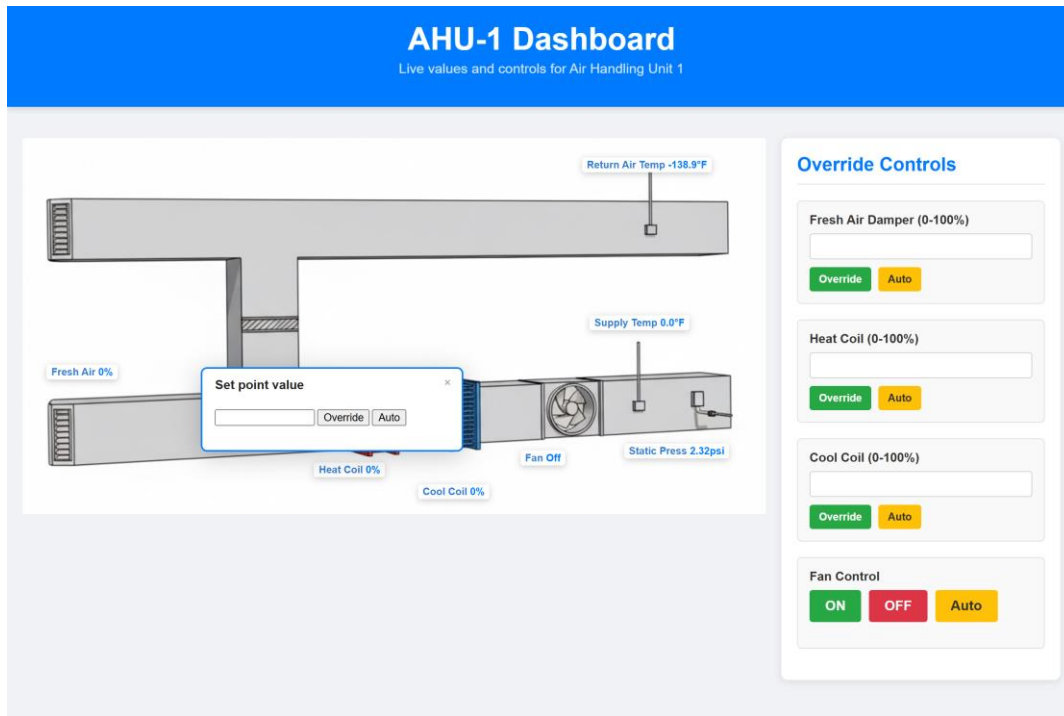 AHU-1 Dashboard
Live values and controls for Air Handling Unit 1
Return Air Temp -138.9°F
Supply Temp 0.0°F
Fresh Air 0%
Set point value ×
Override Auto
Heat Coil 0%
Cool Coil 0%
Fan Off
Static Press 2.32psi
Override Controls
Fresh Air Damper (0-100%)
Override Auto
Heat Coil (0-100%)
Override Auto
Cool Coil (0-100%)
Override Auto
Fan Control
ON OFF Auto